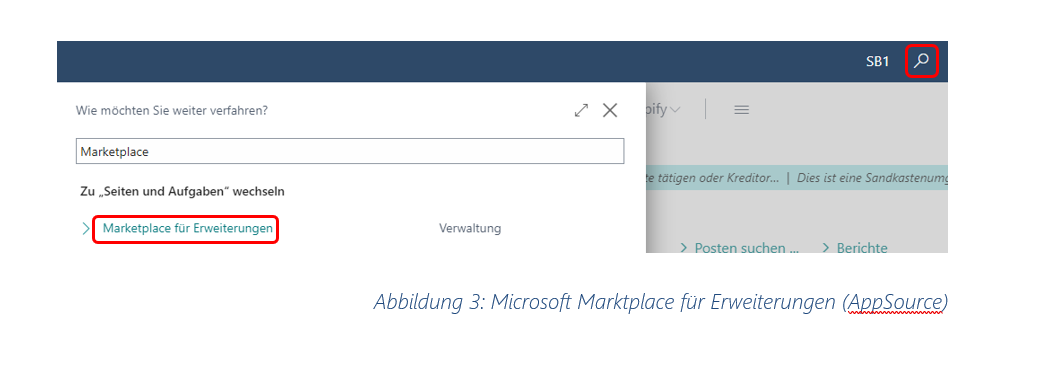 SB1
Wie möchten Sie weiter verfahren?
Marketplace
Zu „Seiten und Aufgaben“ wechseln
te tätigen oder Kreditor... | Dies ist eine Sandkastenumg
Marketplace für Erweiterungen Verwaltung
Posten suchen ... Berichte
Abbildung 3: Microsoft Marktplace für Erweiterungen (AppSource)